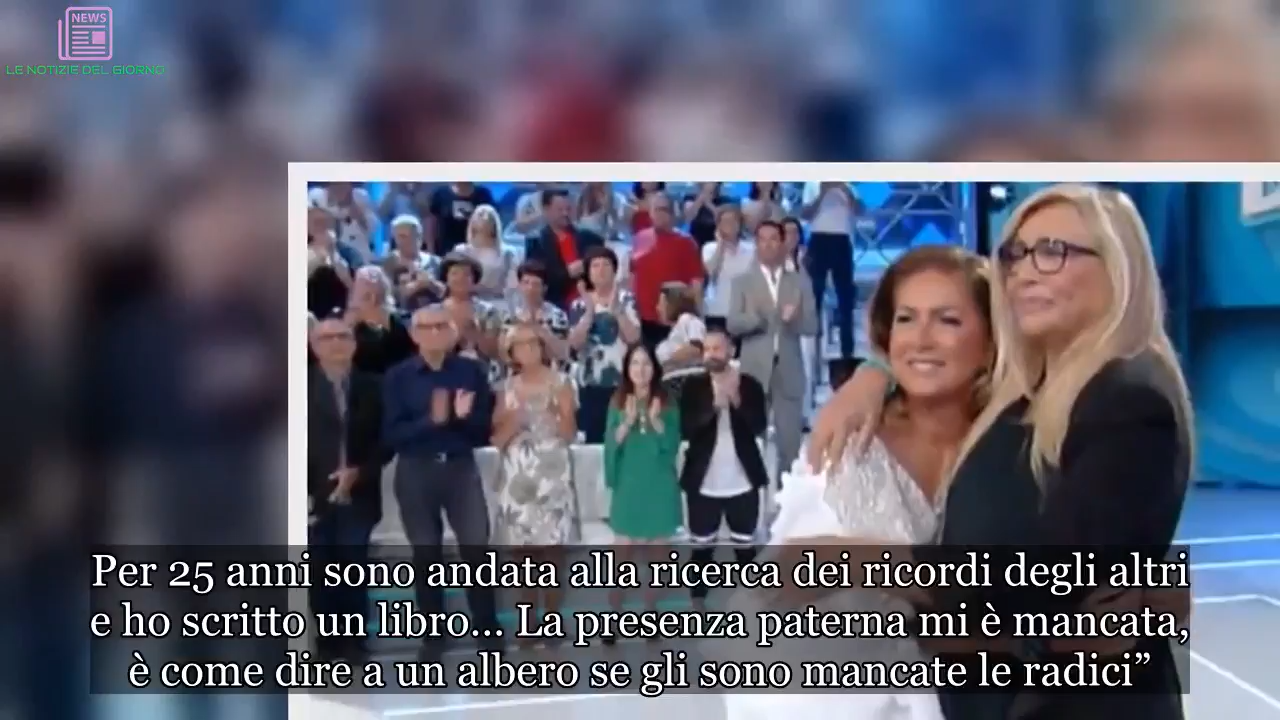 NEWS
LE NOTIZIE DEL GIORNO
Per 25 anni sono andata alla ricerca dei ricordi degli altri
e ho scritto un libro... La presenza paterna mi è mancata,
è come dire a un albero se gli sono mancate le radici”